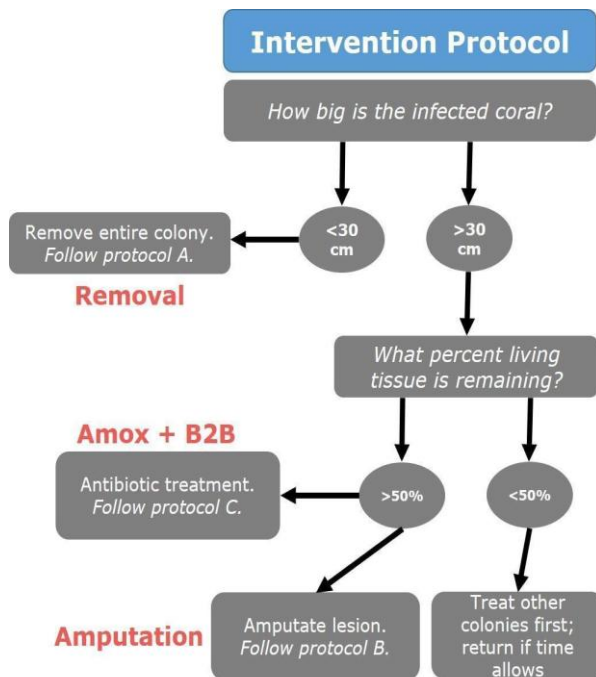 Intervention Protocol
How big is the infected coral?
<30
cm
>30
cm
Remove entire colony.
Follow protocol A.
Removal
What percent living
tissue is remaining?
Amox + B2B
Antibiotic treatment.
Follow protocol C.
>50%
<50%
Amputation
Amputate lesion.
Follow protocol B.
Treat other
colonies first;
return if time
allows